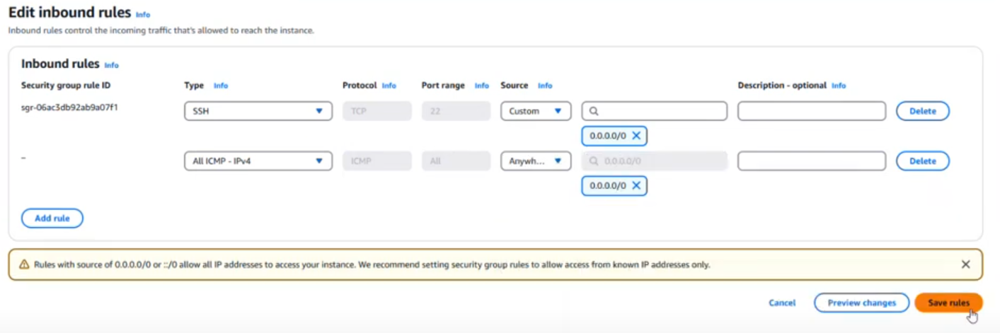 Edit inbound rules Info
Inbound rules control the incoming traffic that's allowed to reach the instance.
Inbound rules Info
Security group rule ID Type Info Protocol Info Port range Info Source Info Description - optional Info
sgr-06ac3db92ab9a07f1 SSH TCP 22 Custom Delete
0.0.0.0/0
– All ICMP - IPv4 ICMP All Anywh... 0.0.0.0/0 Delete
0.0.0.0/0
Add rule
Rules with source of 0.0.0.0/0 or ::/0 allow all IP addresses to access your instance. We recommend setting security group rules to allow access from known IP addresses only.
Cancel Preview changes Save rules